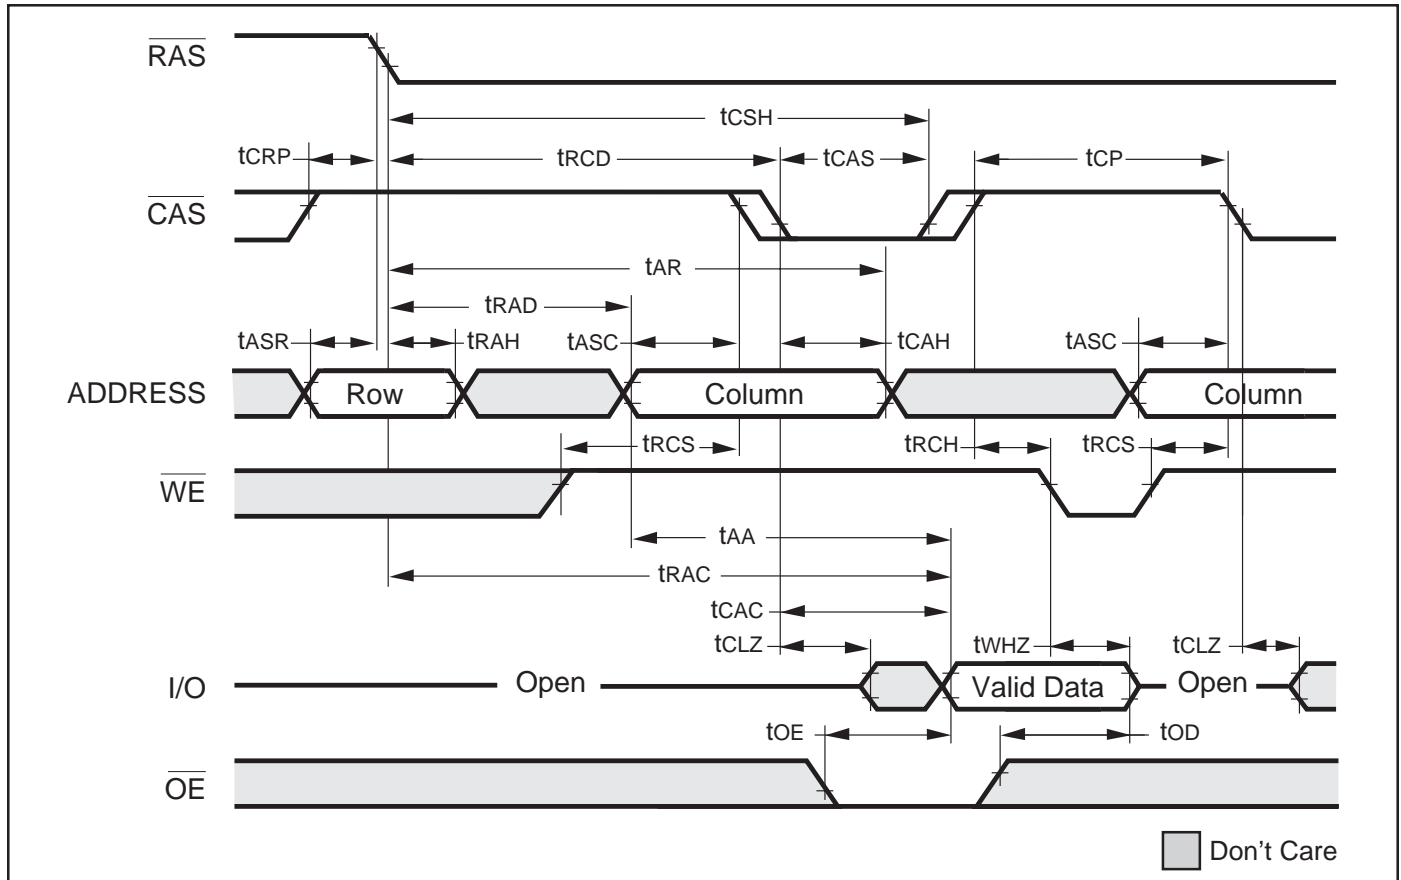 RAS
tCSH
tCRP tRCD tCAS tCP
CAS
tAR
tRAD
tASR tRAH tASC tCAH tASC
ADDRESS Row Column Column
tRCS tRCH tRCS
WE
tAA
tRAC
tCAC
tCLZ tWHZ tCLZ
I/O Open Valid Data Open
tOE tOD
OE
Don't Care